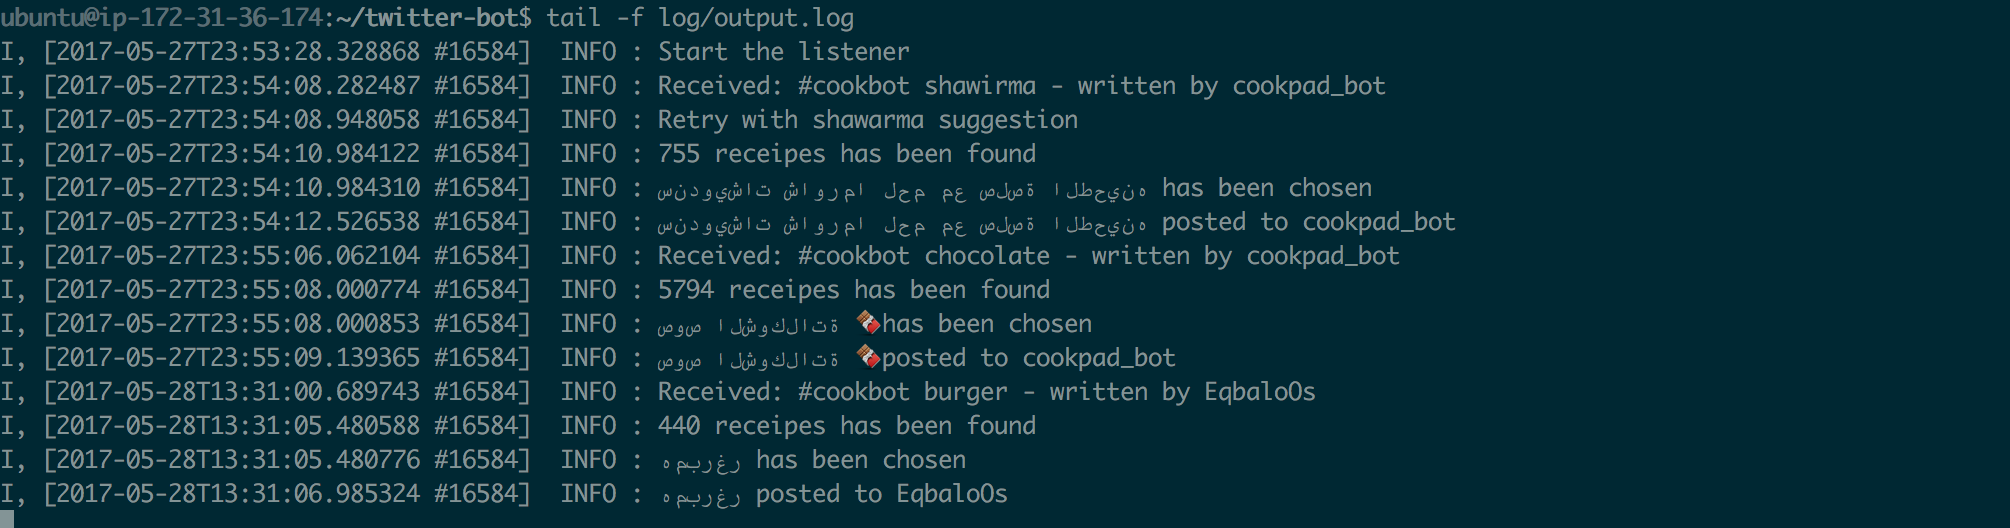 ubuntu@ip-172-31-36-174:~/twitter-bot$ tail -f log/output.log
I, [2017-05-27T23:53:28.328868 #16584]  INFO : Start the listener
I, [2017-05-27T23:54:08.282487 #16584]  INFO : Received: #cookbot shawirma - written by cookpad_bot
I, [2017-05-27T23:54:08.948058 #16584]  INFO : Retry with shawarma suggestion
I, [2017-05-27T23:54:10.984122 #16584]  INFO : 755 receipes has been found
I, [2017-05-27T23:54:10.984310 #16584]  INFO : سندويشات شاورما لحم مع صلصة الطحينه has been chosen
I, [2017-05-27T23:54:12.526538 #16584]  INFO : سندويشات شاورما لحم مع صلصة الطحينه posted to cookpad_bot
I, [2017-05-27T23:55:06.062104 #16584]  INFO : Received: #cookbot chocolate - written by cookpad_bot
I, [2017-05-27T23:55:08.000774 #16584]  INFO : 5794 receipes has been found
I, [2017-05-27T23:55:08.000853 #16584]  INFO : صوص الشوكلاتة 🍫has been chosen
I, [2017-05-27T23:55:09.139365 #16584]  INFO : صوص الشوكلاتة 🍫posted to cookpad_bot
I, [2017-05-28T13:31:00.689743 #16584]  INFO : Received: #cookbot burger - written by EqbaloOs
I, [2017-05-28T13:31:05.480588 #16584]  INFO : 440 receipes has been found
I, [2017-05-28T13:31:05.480776 #16584]  INFO : همبرغر has been chosen
I, [2017-05-28T13:31:06.985324 #16584]  INFO : همبرغر posted to EqbaloOs